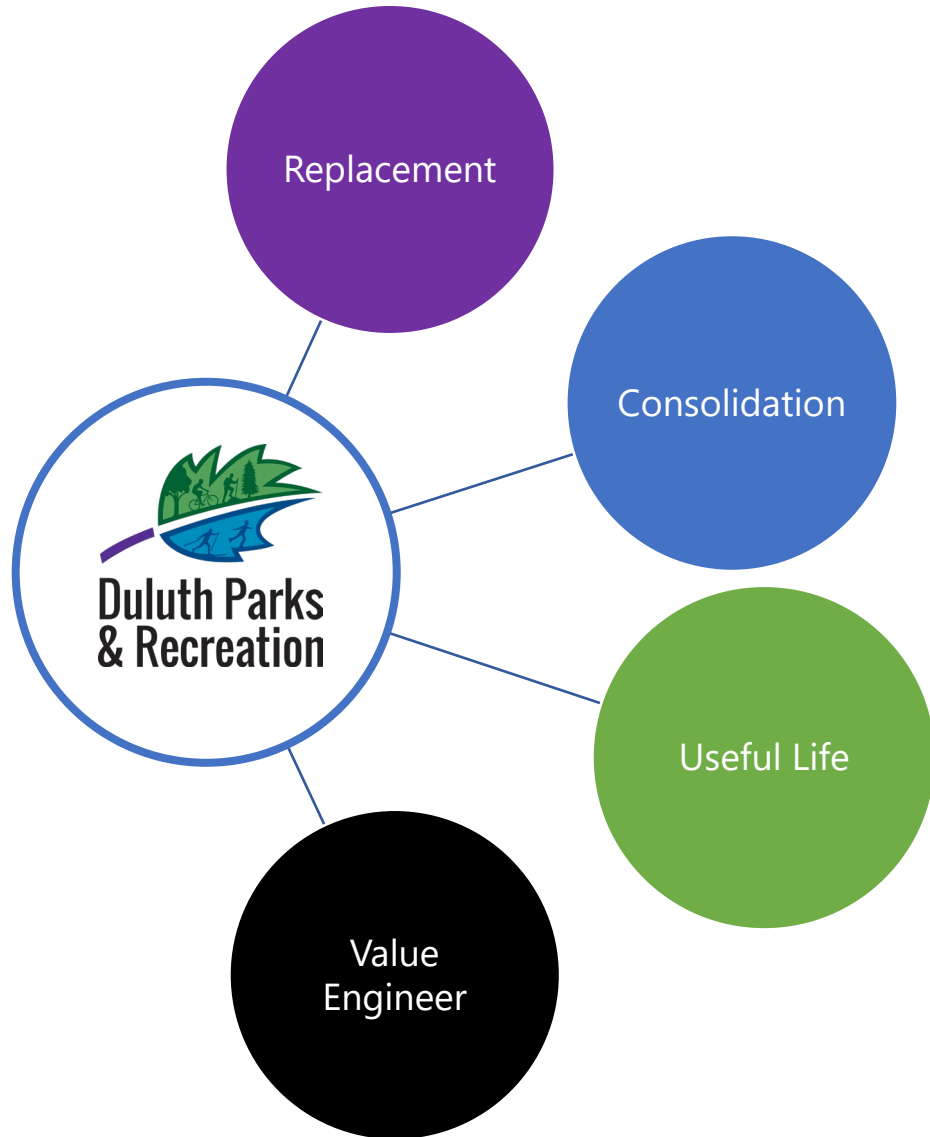 Replacement
Consolidation
Duluth Parks
& Recreation
Useful Life
Value
Engineer